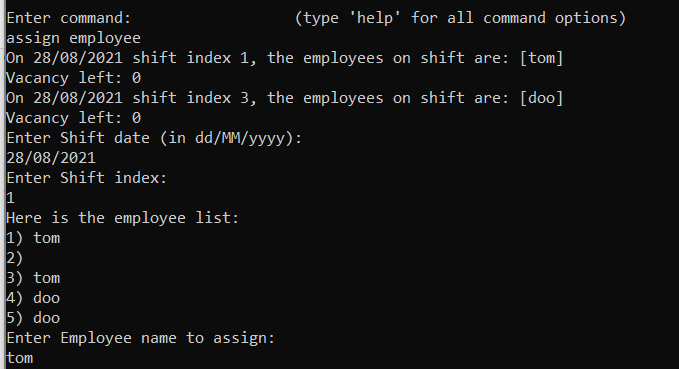 Enter command:                  (type 'help' for all command options)
assign employee
On 28/08/2021 shift index 1, the employees on shift are: [tom]
Vacancy left: 0
On 28/08/2021 shift index 3, the employees on shift are: [doo]
Vacancy left: 0
Enter Shift date (in dd/MM/yyyy):
28/08/2021
Enter Shift index:
1
Here is the employee list:
1) tom
2)
3) tom
4) doo
5) doo
Enter Employee name to assign:
tom